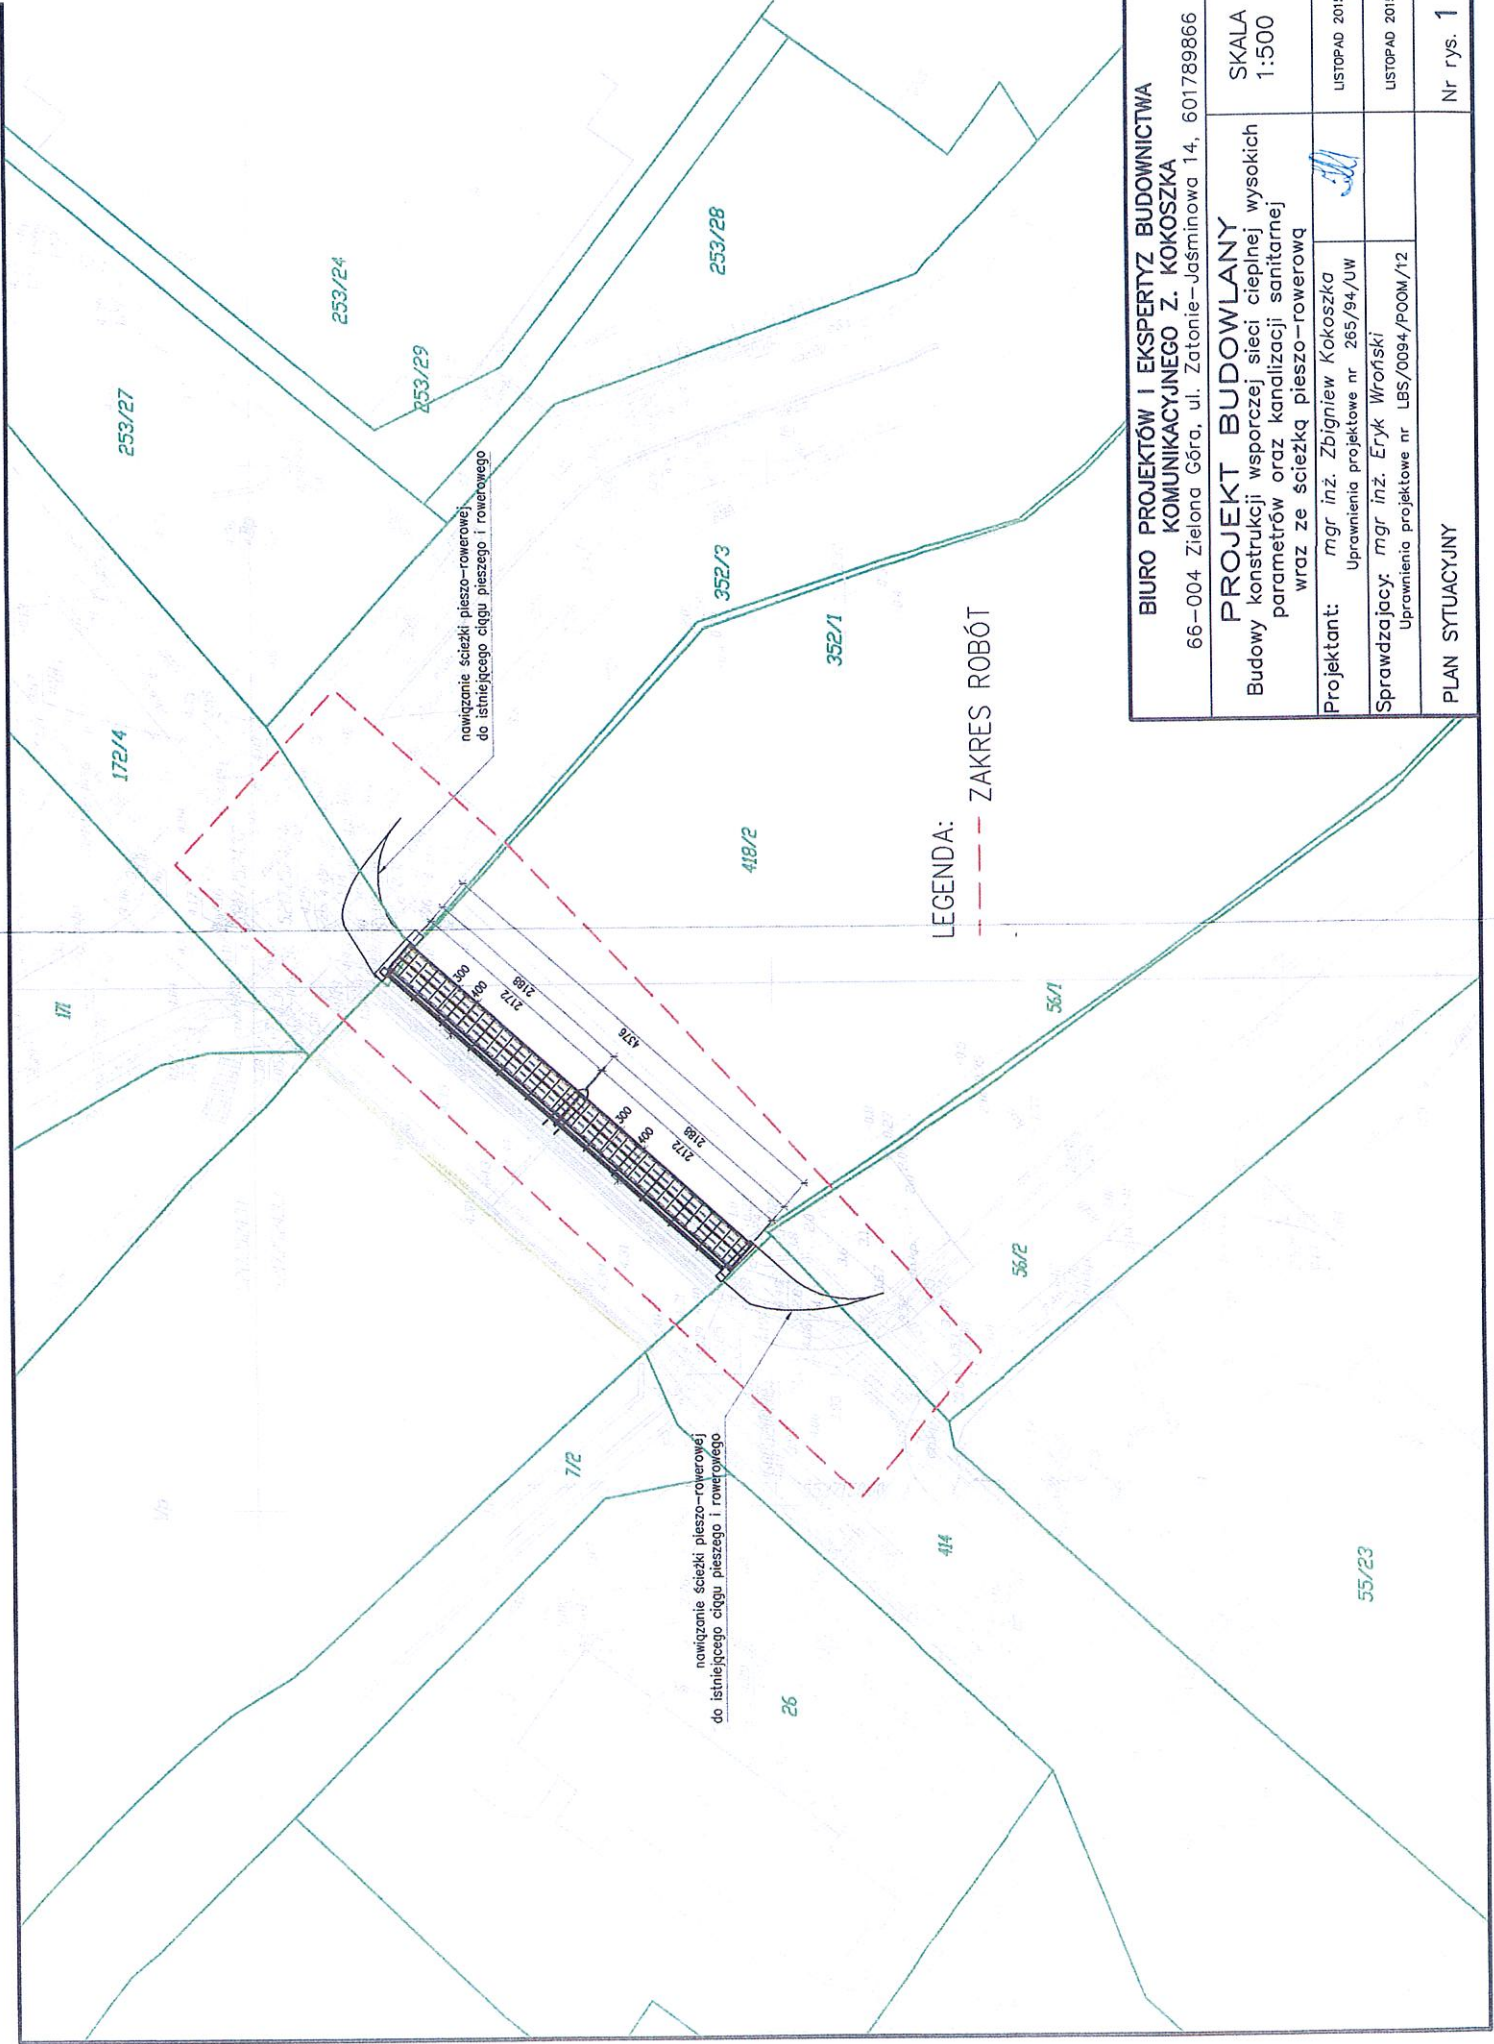 nawiązanie ścieżki pieszo-rowerowej
do istniejącego ciągu pieszego i rowerowego
nawiązanie ścieżki pieszo-rowerowej
do istniejącego ciągu pieszego i rowerowego
171
172/4
253/27
253/24
253/29
253/28
352/3
352/1
418/2
56/1
56/2
7/2
414
26
55/23
300
400
2172
2188
4376
300
400
2172
2188
LEGENDA:
ZAKRES ROBÓT
BIURO PROJEKTÓW I EKSPERTYZ BUDOWNICTWA
KOMUNIKACYJNEGO Z. KOKOSZKA
66-004 Zielona Góra, ul. Zatonie-Jaśminowa 14, 601789866
PROJEKT BUDOWLANY
Budowy konstrukcji wsporczej sieci cieplnej wysokich
parametrów oraz kanalizacji sanitarnej
wraz ze ścieżką pieszo-rowerową
SKALA
1:500
Projektant: mgr inż. Zbigniew Kokoszka
Uprawnienia projektowe nr 265/94/UW
LISTOPAD 201
Sprawdzający: mgr inż. Eryk Wroński
Uprawnienia projektowe nr LBS/0094/POOM/12
LISTOPAD 201
PLAN SYTUACYJNY
Nr rys. 1